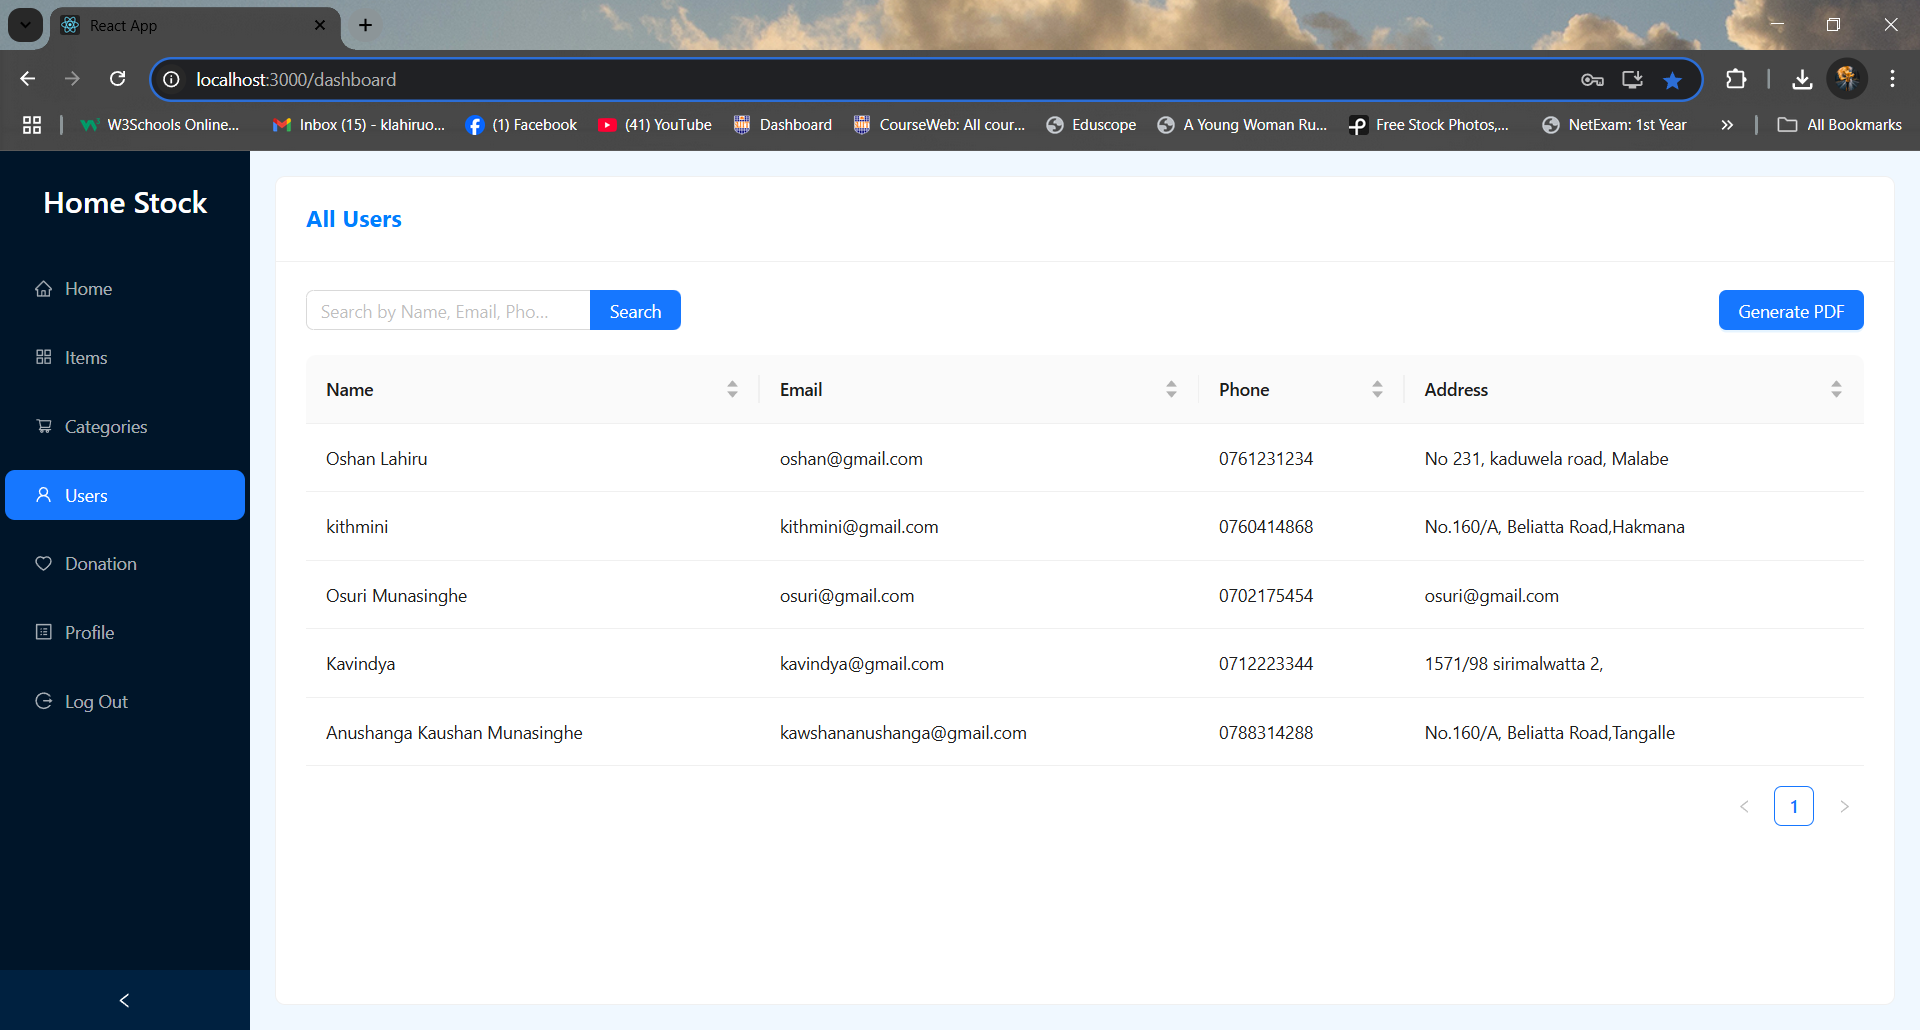 React App
localhost:3000/dashboard
W3Schools Online...
Inbox (15) - klahiruo...
(1) Facebook
(41) YouTube
Dashboard
CourseWeb: All cour...
Eduscope
A Young Woman Ru...
Free Stock Photos,...
NetExam: 1st Year
All Bookmarks
Home Stock
Home
Items
Categories
Users
Donation
Profile
Log Out
All Users
Search by Name, Email, Pho...
Search
Generate PDF
Name Email Phone Address
Oshan Lahiru oshan@gmail.com 0761231234 No 231, kaduwela road, Malabe
kithmini kithmini@gmail.com 0760414868 No.160/A, Beliatta Road,Hakmana
Osuri Munasinghe osuri@gmail.com 0702175454 osuri@gmail.com
Kavindya kavindya@gmail.com 0712223344 1571/98 sirimalwatta 2,
Anushanga Kaushan Munasinghe kawshananushanga@gmail.com 0788314288 No.160/A, Beliatta Road,Tangalle
1